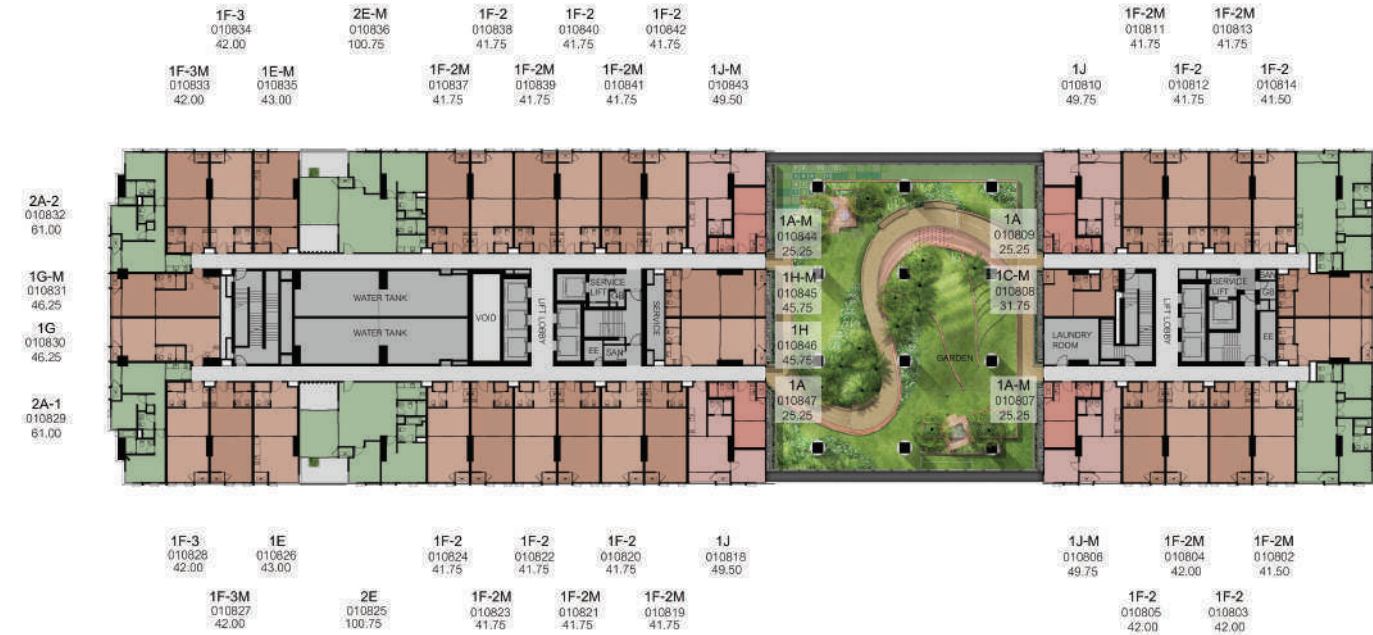 1F-3
010834
42.00
2E-M
010836
100.75
1F-2
010838
41.75
1F-2
010840
41.75
1F-2
010842
41.75
1F-2M
010811
41.75
1F-2M
010813
41.75
1F-3M
010833
42.00
1E-M
010835
43.00
1F-2M
010837
41.75
1F-2M
010839
41.75
1F-2M
010841
41.75
1J-M
010843
49.50
1J
010810
49.75
1F-2
010812
41.75
1F-2
010814
41.50
2A-2
010832
61.00
1G-M
010831
46.25
1G
010830
46.25
2A-1
010829
61.00
WATER TANK
WATER TANK
VOID
LIFT LOBBY
SERVICE
LIFT
GB
EE
SAN
SERVICE
1A-M
010844
25.25
1H-M
010845
45.75
1H
010846
45.75
1A
010847
25.25
GARDEN
1A
010809
25.25
1C-M
010808
31.75
1A-M
010807
25.25
LAUNDRY
ROOM
LIFT LOBBY
SERVICE
LIFT
SAN
GB
EE
1F-3
010828
42.00
1E
010826
43.00
1F-2
010824
41.75
1F-2
010822
41.75
1F-2
010820
41.75
1J
010818
49.50
1J-M
010806
49.75
1F-2M
010804
42.00
1F-2M
010802
41.50
1F-3M
010827
42.00
2E
010825
100.75
1F-2M
010823
41.75
1F-2M
010821
41.75
1F-2M
010819
41.75
1F-2
010805
42.00
1F-2
010803
42.00